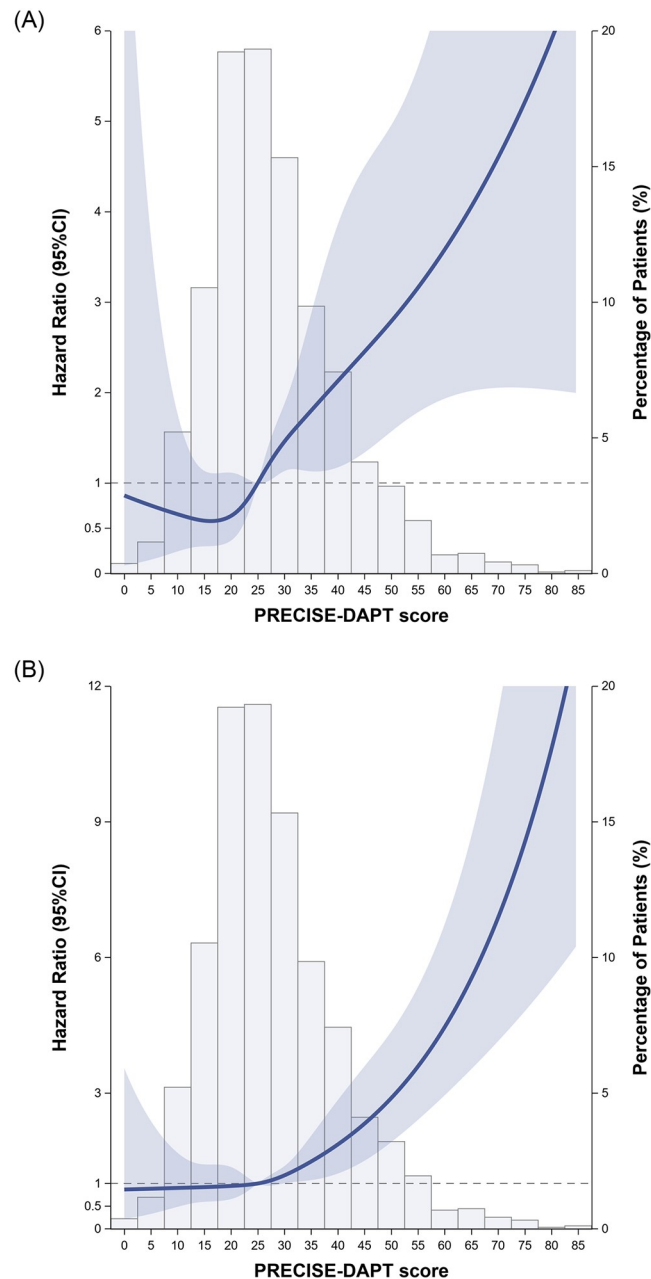 (A)
Hazard Ratio (95%CI)
6
5
4
3
2
1
0.5
0
20
15
10
5
0
Percentage of Patients (%)
0 5 10 15 20 25 30 35 40 45 50 55 60 65 70 75 80 85
PRECISE-DAPT score
(B)
Hazard Ratio (95%CI)
12
9
6
3
1
0.5
0
20
15
10
5
0
Percentage of Patients (%)
0 5 10 15 20 25 30 35 40 45 50 55 60 65 70 75 80 85
PRECISE-DAPT score